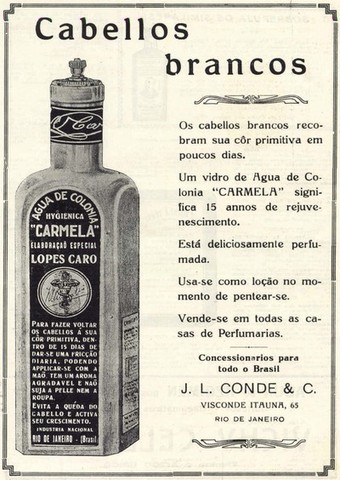 Cabellos
brancos
Os cabellos brancos reco-
bram sua côr primitiva em
poucos dias.
Um vidro de Agua de Co-
lonia "CARMELA" signi-
fica 15 annos de rejuve-
nescimento.
Está deliciosamente perfu-
mada.
Usa-se como loção no mo-
mento de pentear-se.
Vende-se em todas as ca-
sas de Perfumarias.
Concessionarios para
todo o Brasil
J. L. CONDE & C.
VISCONDE ITAUNA, 65
RIO DE JANEIRO
AGUA DE COLONIA
HYGIENICA
"CARMELA"
ELABORAÇÃO ESPECIAL
LOPES CARO
PARA FAZER VOLTAR
OS CABELLOS Á SUA
CÔR PRIMITIVA, DEN-
TRO DE 15 DIAS DE
DAR-SE UMA FRICÇÃO
DIARIA, PODENDO
APPLICAR-SE COM A
MAÕ. TEM UM AROMA
AGRADAVEL E NAÕ
SUJA A PELLE NEM A
ROUPA.
EVITA A QUÉDA DO
CABELLO E ACTIVA
SEU CRESCIMENTO.
INDUSTRIA NACIONAL
RIO DE JANEIRO - (Brasil)